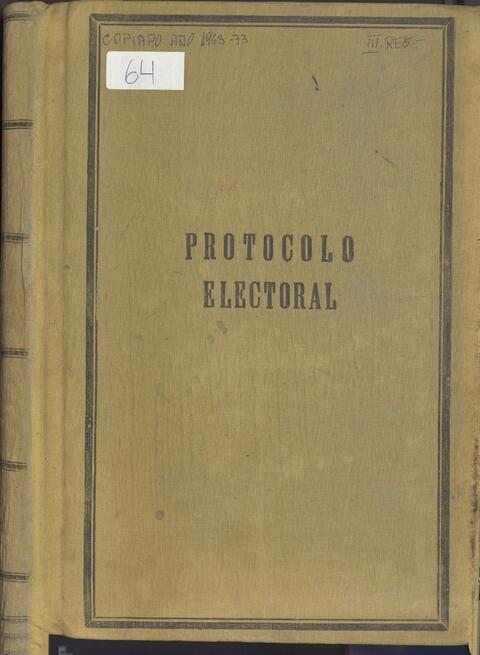 COPIAPO AÑO 1963-73
III REG-
64
PROTOCOLO
ELECTORAL